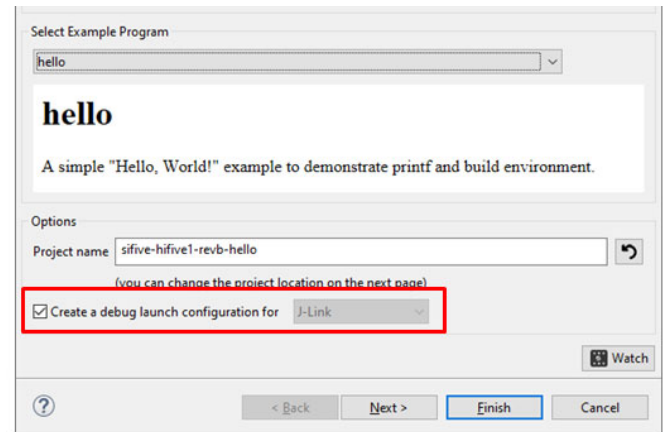 Select Example Program
hello
hello
A simple "Hello, World!" example to demonstrate printf and build environment.
Options
Project name sifive-hifive1-revb-hello
(you can change the project location on the next page)
Create a debug launch configuration for J-Link
Watch
? < Back Next > Finish Cancel